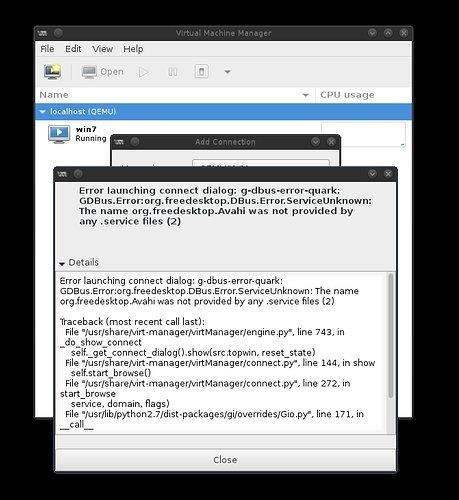 Virtual Machine Manager
File Edit View Help
Open
Name CPU usage
localhost (QEMU)
win7
Running
Add Connection
Error launching connect dialog: g-dbus-error-quark:
GDBus.Error:org.freedesktop.DBus.Error.ServiceUnknown:
The name org.freedesktop.Avahi was not provided by
any .service files (2)
Details
Error launching connect dialog: g-dbus-error-quark:
GDBus.Error:org.freedesktop.DBus.Error.ServiceUnknown: The name
org.freedesktop.Avahi was not provided by any .service files (2)
Traceback (most recent call last):
File "/usr/share/virt-manager/virtManager/engine.py", line 743, in
_do_show_connect
self._get_connect_dialog().show(src.topwin, reset_state)
File "/usr/share/virt-manager/virtManager/connect.py", line 144, in show
self.start_browse()
File "/usr/share/virt-manager/virtManager/connect.py", line 272, in
start_browse
service, domain, flags)
File "/usr/lib/python2.7/dist-packages/gi/overrides/Gio.py", line 171, in
__call__
Close